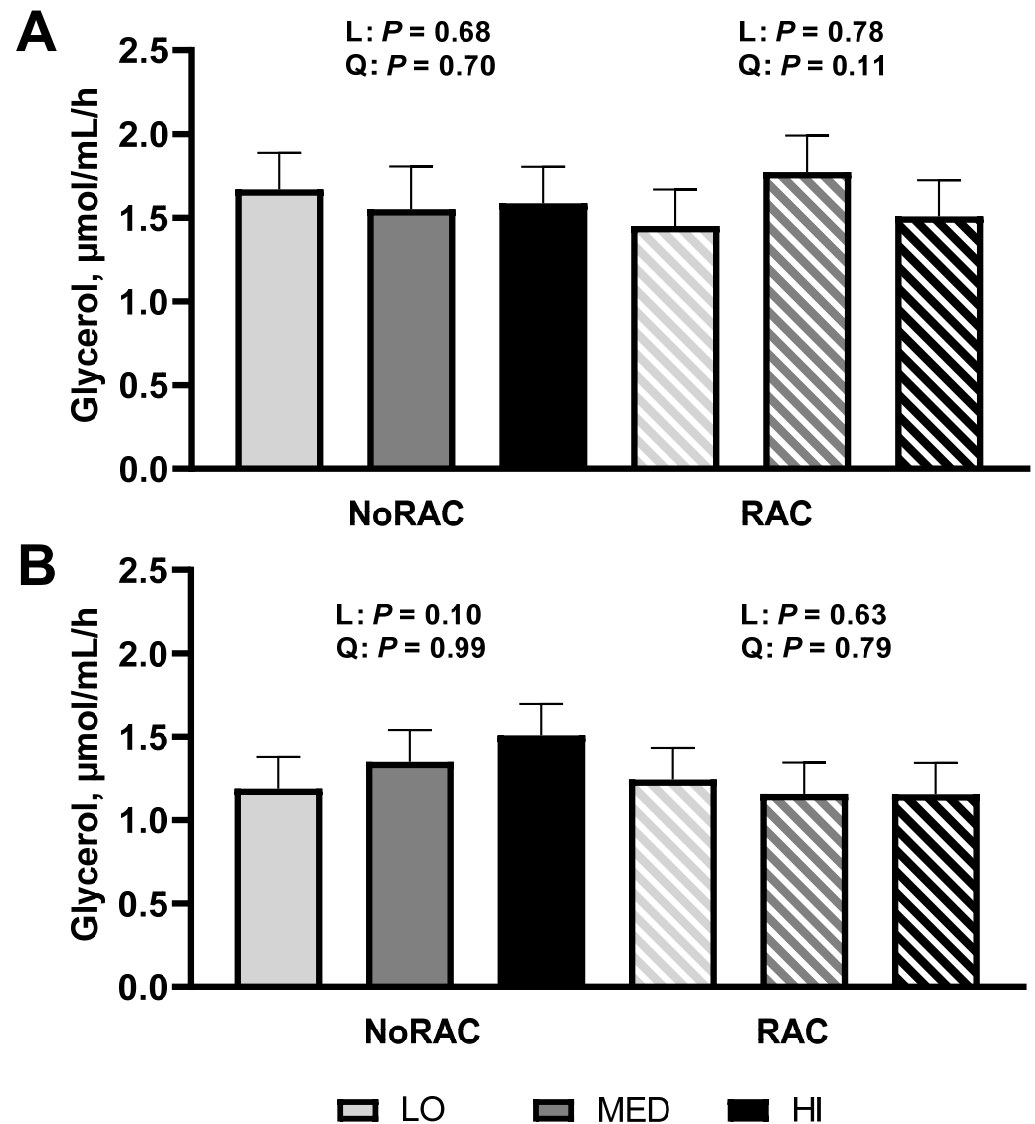 A
L: P = 0.68
Q: P = 0.70
L: P = 0.78
Q: P = 0.11
Glycerol, µmol/mL/h
2.5
2.0
1.5
1.0
0.5
0.0
NoRAC
RAC
B
L: P = 0.10
Q: P = 0.99
L: P = 0.63
Q: P = 0.79
Glycerol, µmol/mL/h
2.5
2.0
1.5
1.0
0.5
0.0
NoRAC
RAC
LO
MED
HI